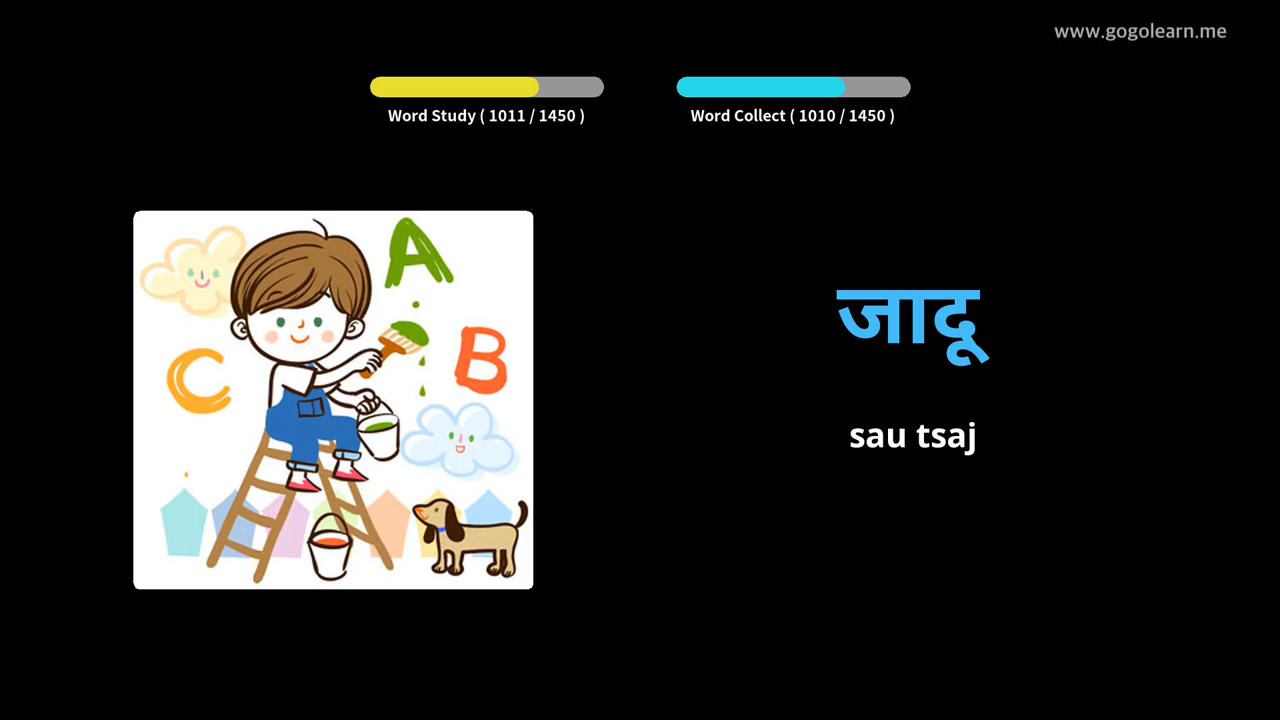 www.gogolearn.me
Word Study ( 1011 / 1450 )
Word Collect ( 1010 / 1450 )
A
B
C
जादू
sau tsaj